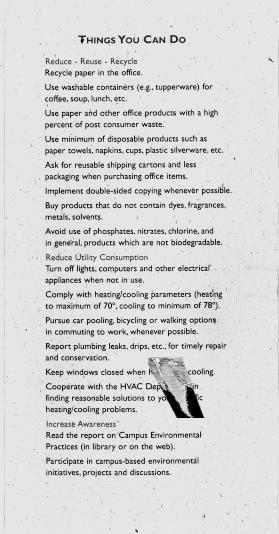 THINGS YOU CAN DO
Reduce - Reuse - Recycle
Recycle paper in the office.
Use washable containers (e.g., tupperware) for
coffee, soup, lunch, etc.
Use paper and other office products with a high
percent of post consumer waste.
Use minimum of disposable products such as
paper towels, napkins, cups, plastic silverware, etc.
Ask for reusable shipping cartons and less
packaging when purchasing office items.
Implement double-sided copying whenever possible.
Buy products that do not contain dyes, fragrances,
metals, solvents.
Avoid use of phosphates, nitrates, chlorine, and
in general, products which are not biodegradable.
Reduce Utility Consumption
Turn off lights, computers and other electrical
appliances when not in use.
Comply with heating/cooling parameters (heating
to maximum of 70°, cooling to minimum of 78°).
Pursue car pooling, bicycling or walking options
in commuting to work, whenever possible.
Report plumbing leaks, drips, etc., for timely repair
and conservation.
Keep windows closed when cooling.
Cooperate with the HVAC in
finding reasonable solutions to
heating/cooling problems.
Increase Awareness
Read the report on Campus Environmental
Practices (in library or on the web).
Participate in campus-based environmental
initiatives, projects and discussions.